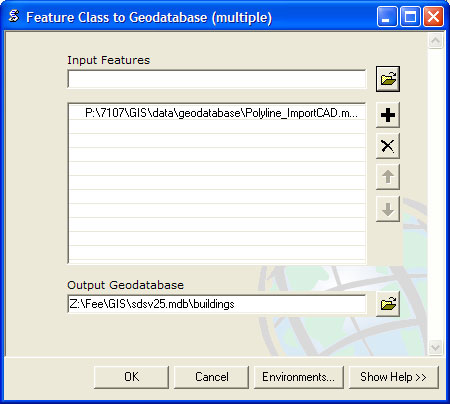 Feature Class to Geodatabase (multiple)
Input Features
P:\7107\GIS\data\geodatabase\Polyline_ImportCAD.m...
Output Geodatabase
Z:\Fee\GIS\sdsv25.mdb\buildings
OK Cancel Environments... Show Help >>